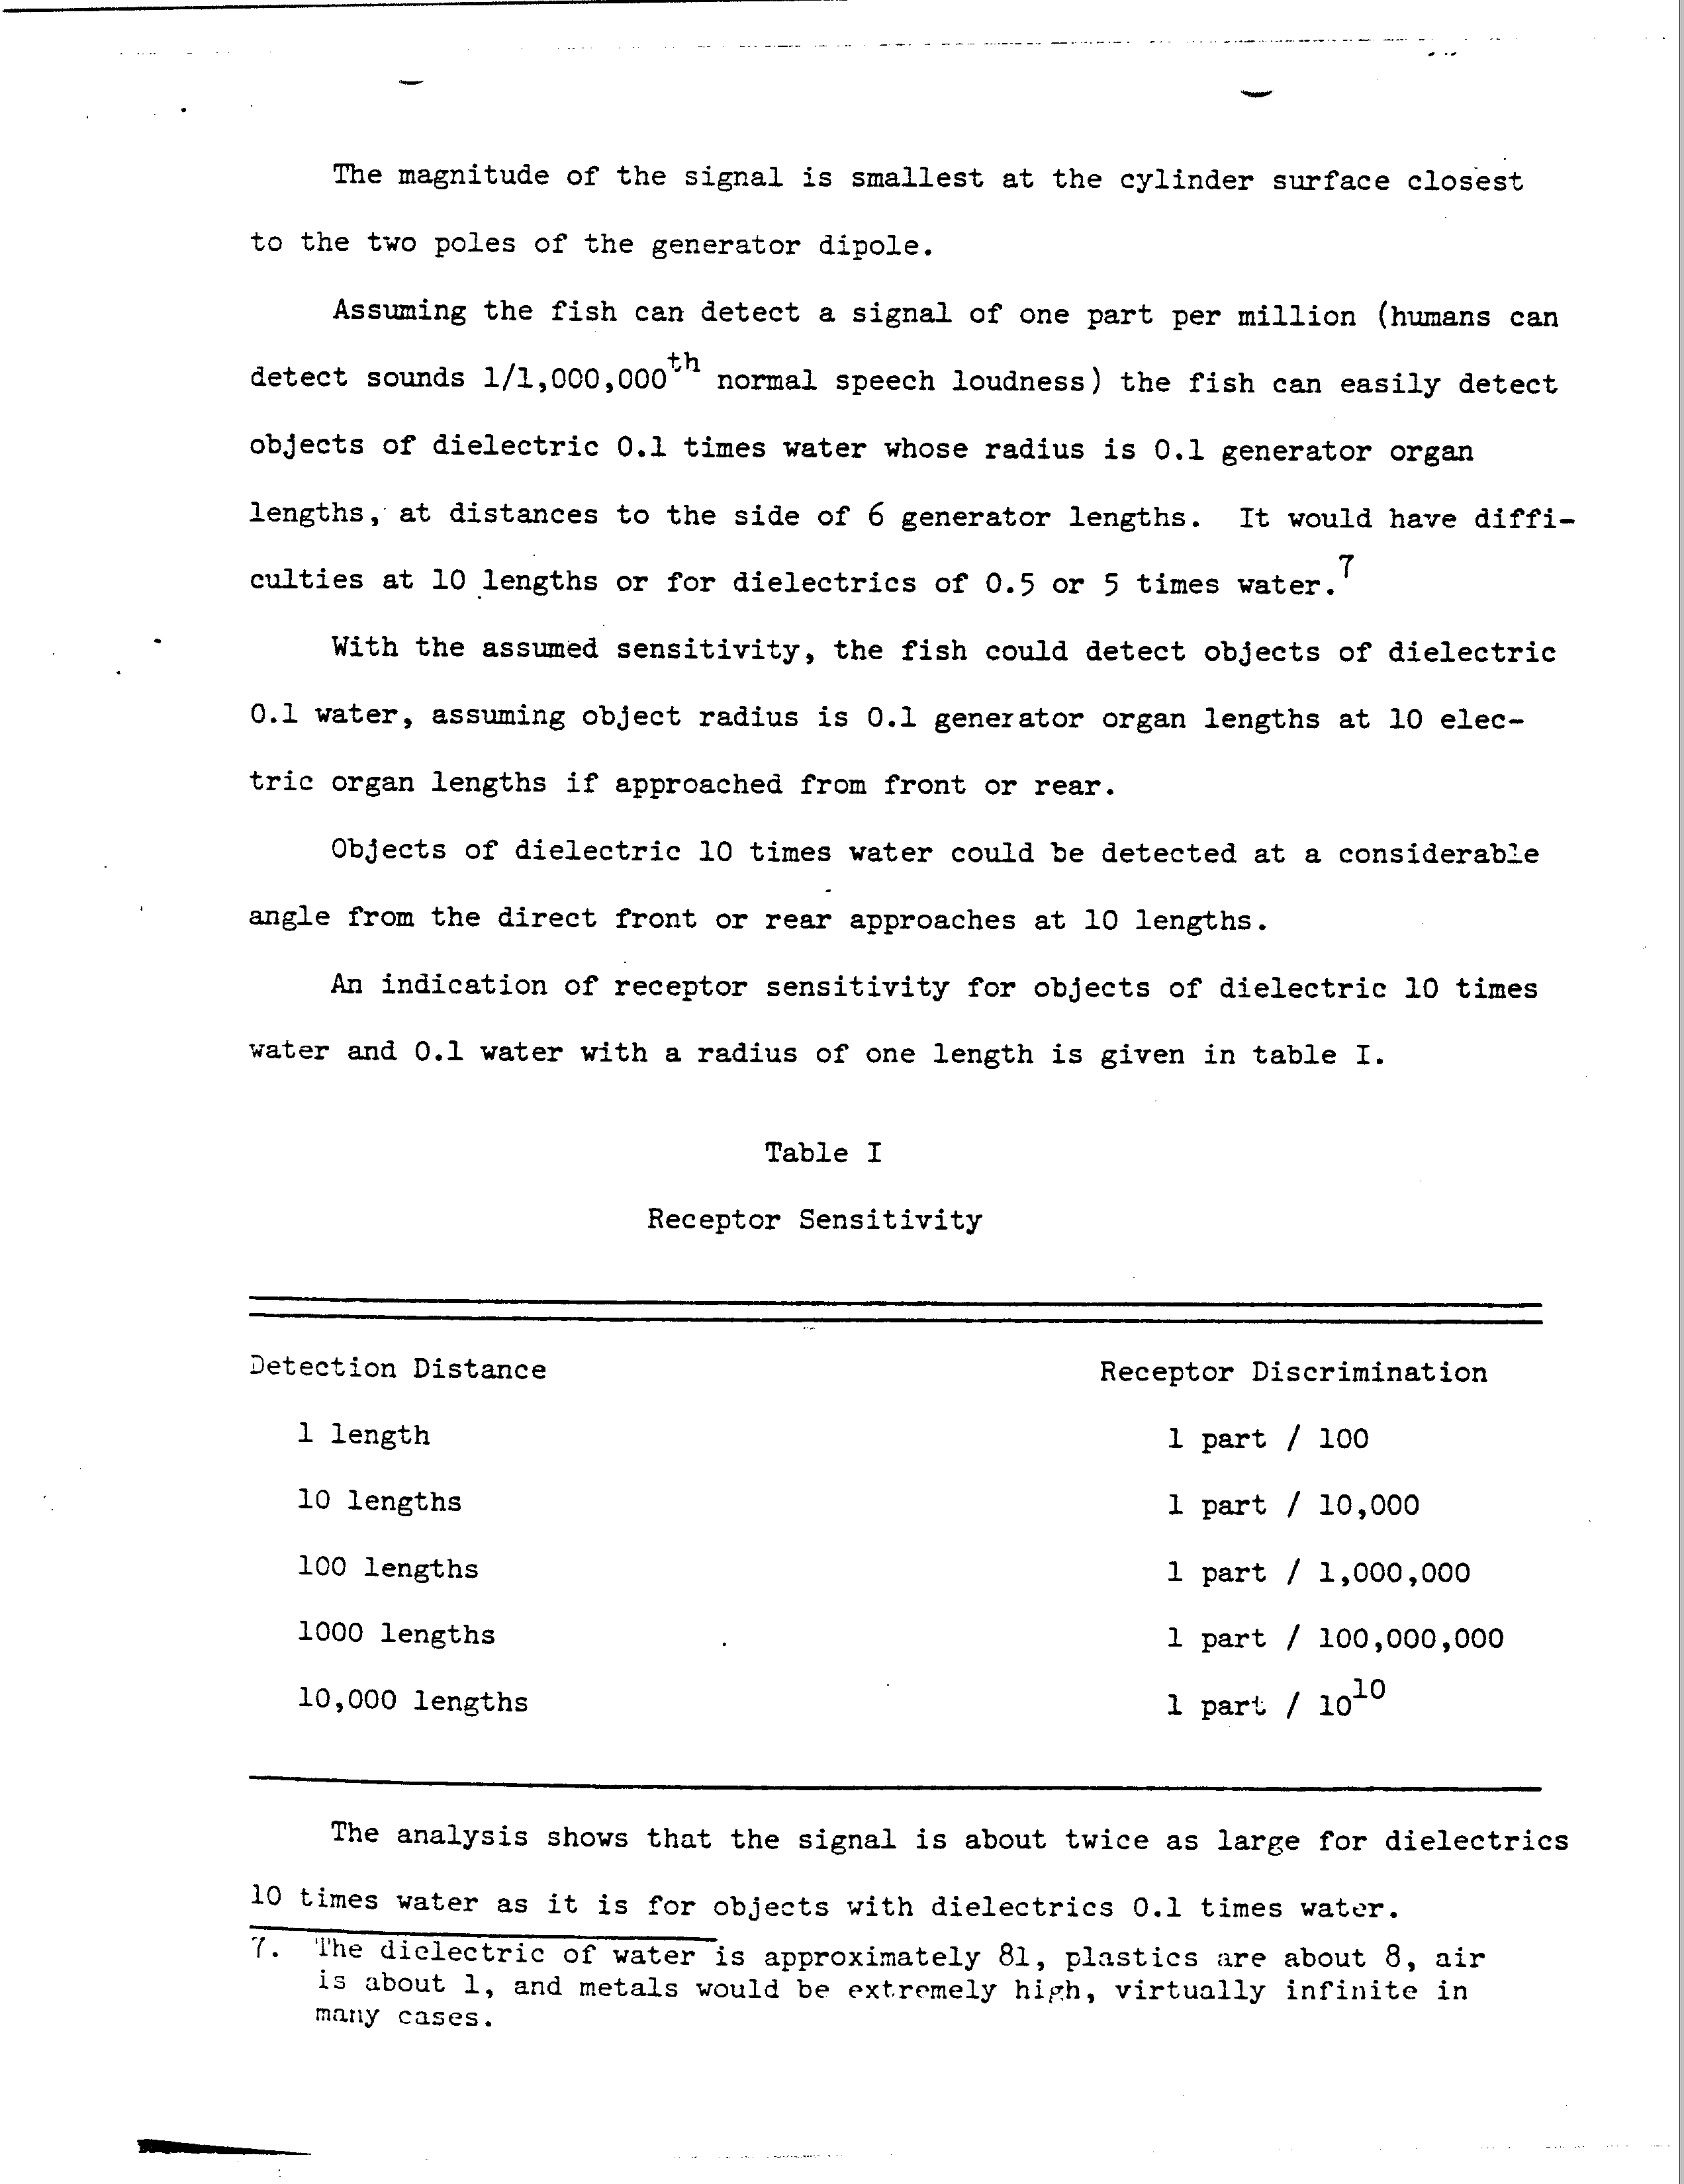 The magnitude of the signal is smallest at the cylinder surface closest
to the two poles of the generator dipole.
Assuming the fish can detect a signal of one part per million (humans can
detect sounds 1/1,000,000th normal speech loudness) the fish can easily detect
objects of dielectric 0.1 times water whose radius is 0.1 generator organ
lengths, at distances to the side of 6 generator lengths. It would have diffi-
culties at 10 lengths or for dielectrics of 0.5 or 5 times water.7
With the assumed sensitivity, the fish could detect objects of dielectric
0.1 water, assuming object radius is 0.1 generator organ lengths at 10 elec-
tric organ lengths if approached from front or rear.
Objects of dielectric 10 times water could be detected at a considerable
angle from the direct front or rear approaches at 10 lengths.
An indication of receptor sensitivity for objects of dielectric 10 times
water and 0.1 water with a radius of one length is given in table I.
Table I
Receptor Sensitivity
Detection Distance Receptor Discrimination
1 length 1 part / 100
10 lengths 1 part / 10,000
100 lengths 1 part / 1,000,000
1000 lengths 1 part / 100,000,000
10,000 lengths 1 part / 10^10
The analysis shows that the signal is about twice as large for dielectrics
10 times water as it is for objects with dielectrics 0.1 times water.
7. The dielectric of water is approximately 81, plastics are about 8, air
is about 1, and metals would be extremely high, virtually infinite in
many cases.